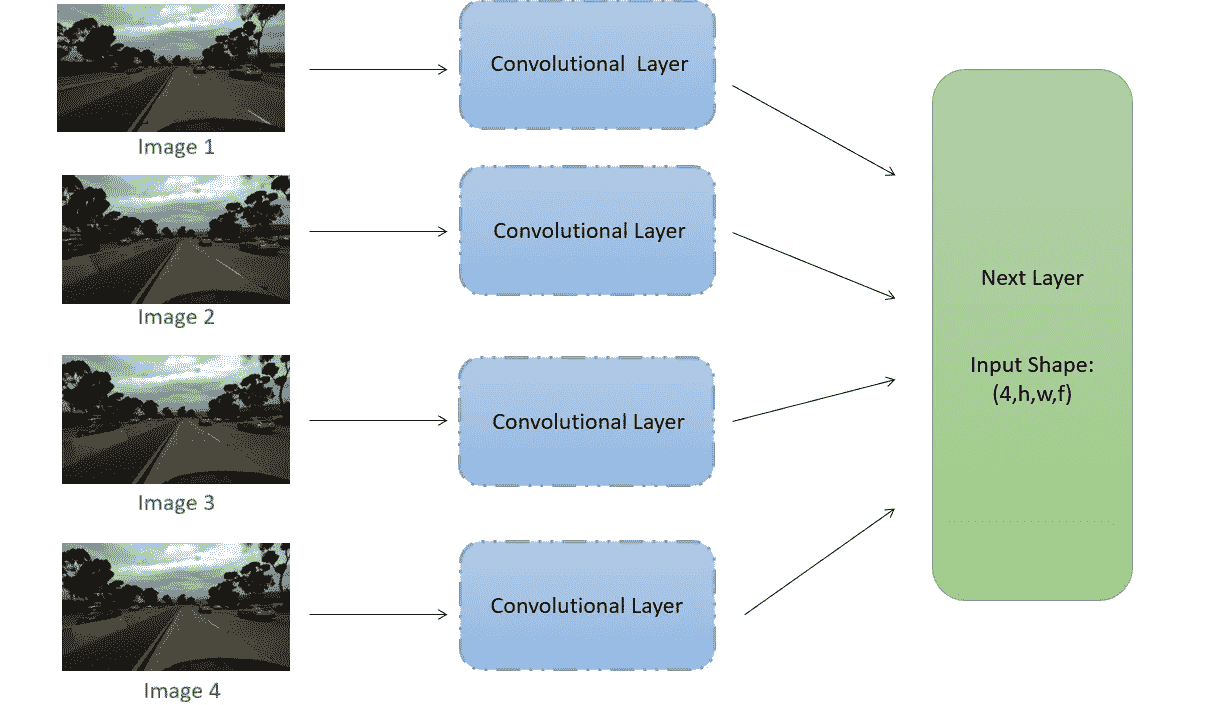 Convolutional Layer
Image 1
Convolutional Layer
Image 2
Next Layer
Input Shape:
(4,h,w,f)
Convolutional Layer
Image 3
Convolutional Layer
Image 4